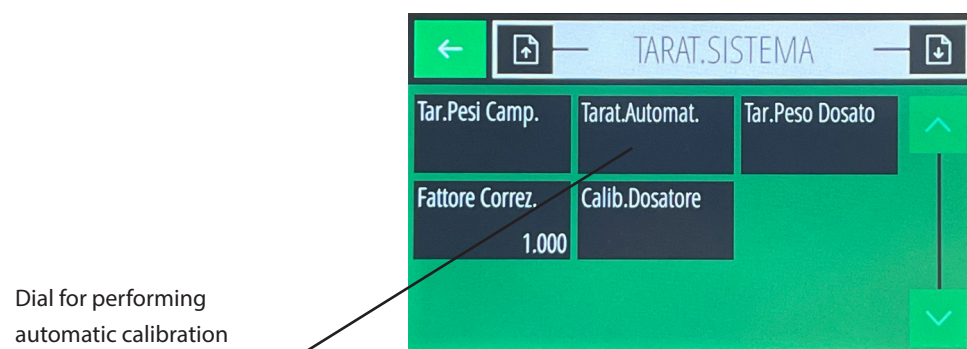 TARAT.SISTEMA
Tar.Pesi Camp.
Tarat.Automat.
Tar.Peso Dosato
Fattore Correz.
1.000
Calib.Dosatore
Dial for performing
automatic calibration